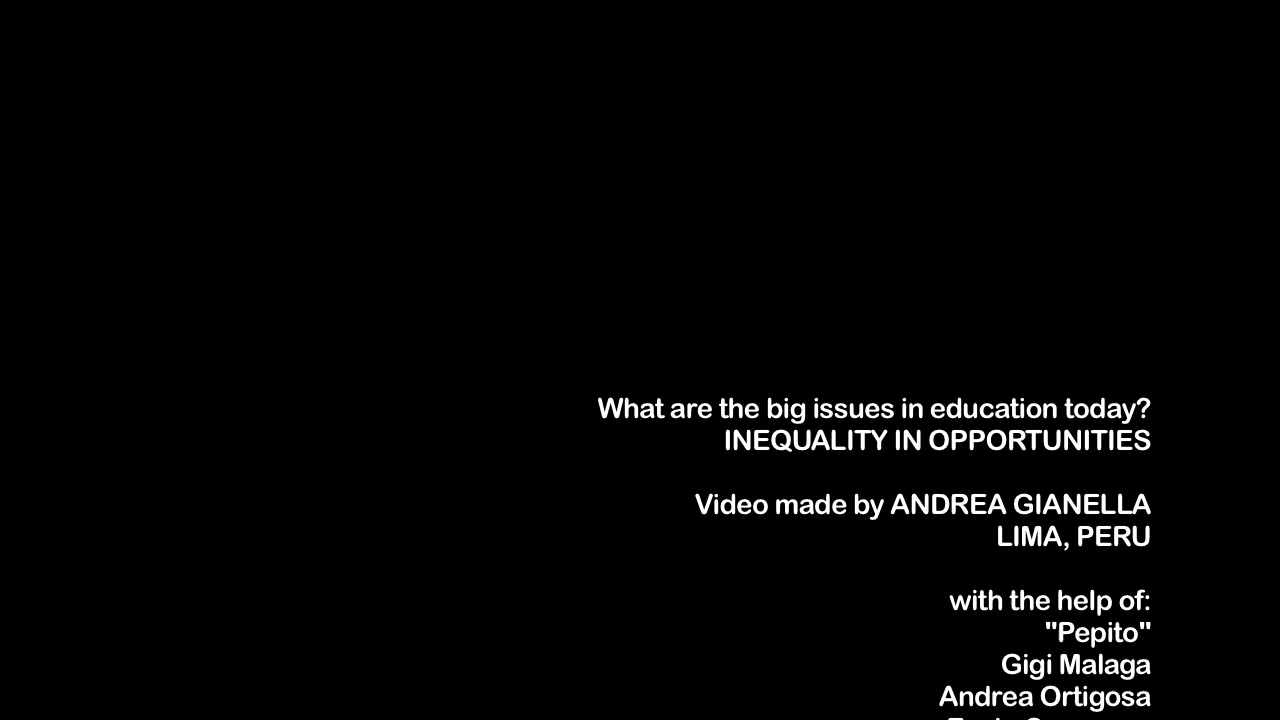 What are the big issues in education today?
INEQUALITY IN OPPORTUNITIES
Video made by ANDREA GIANELLA
LIMA, PERU
with the help of:
"Pepito"
Gigi Malaga
Andrea Ortigosa